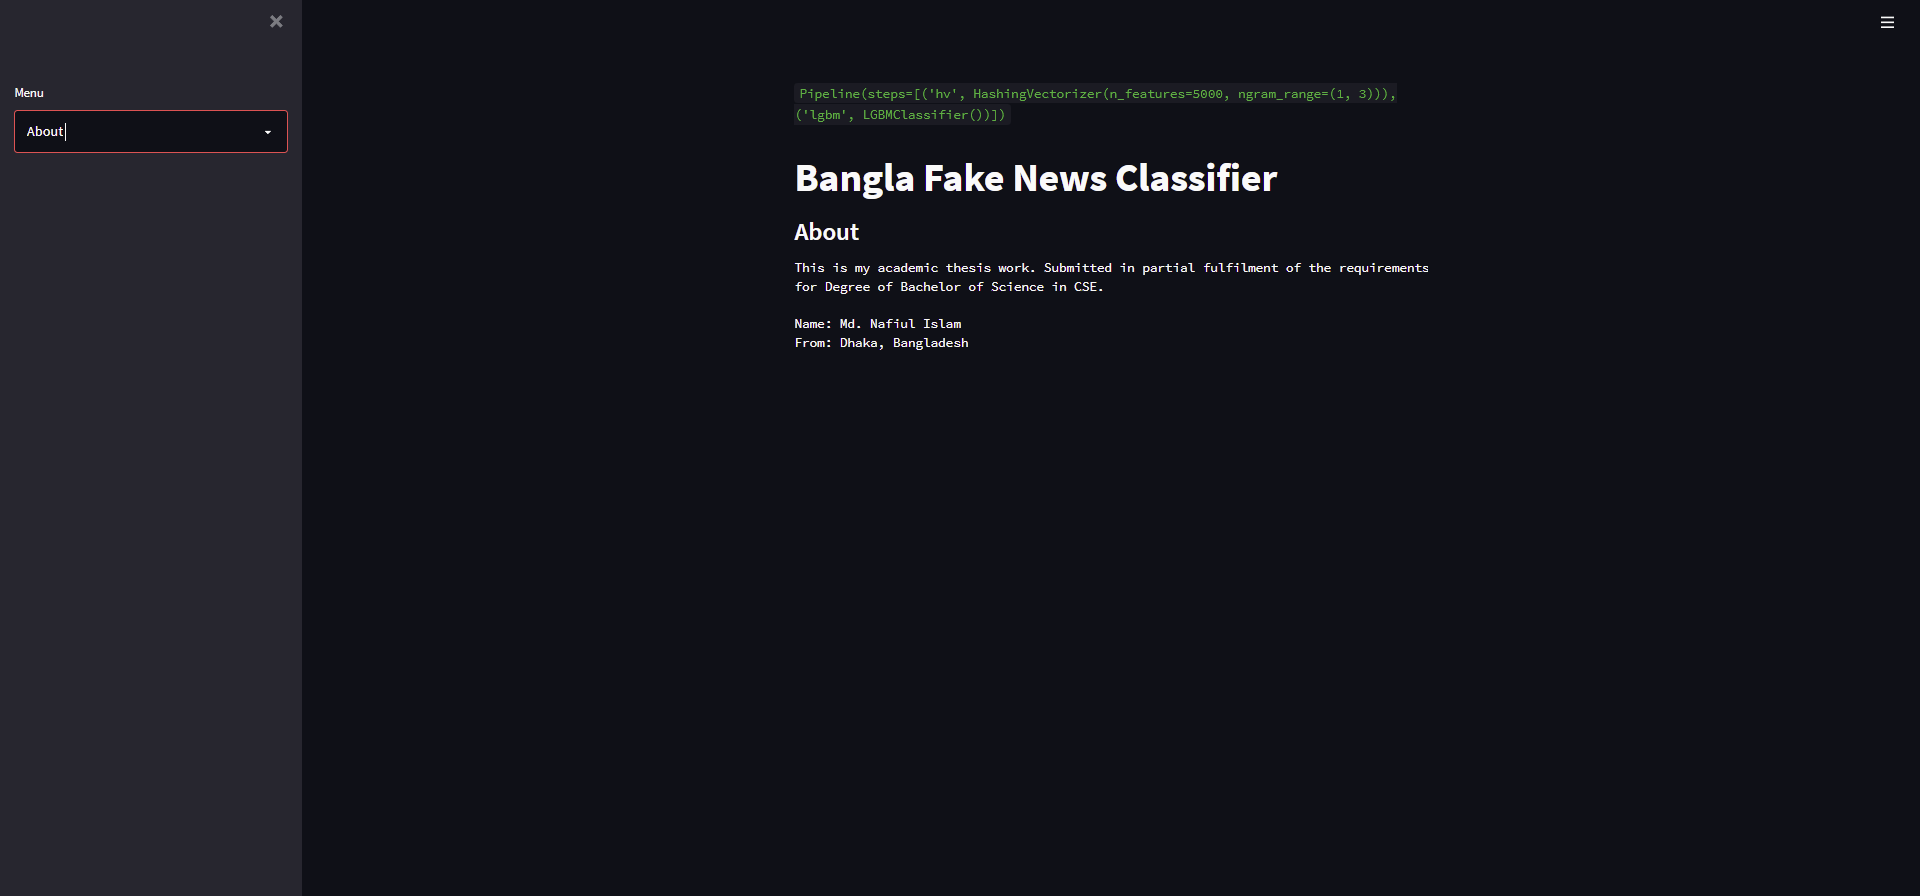 Menu
About
Pipeline(steps=[('hv', HashingVectorizer(n_features=5000, ngram_range=(1, 3))),
('lgbm', LGBMClassifier())])
Bangla Fake News Classifier
About
This is my academic thesis work. Submitted in partial fulfilment of the requirements
for Degree of Bachelor of Science in CSE.
Name: Md. Nafiul Islam
From: Dhaka, Bangladesh